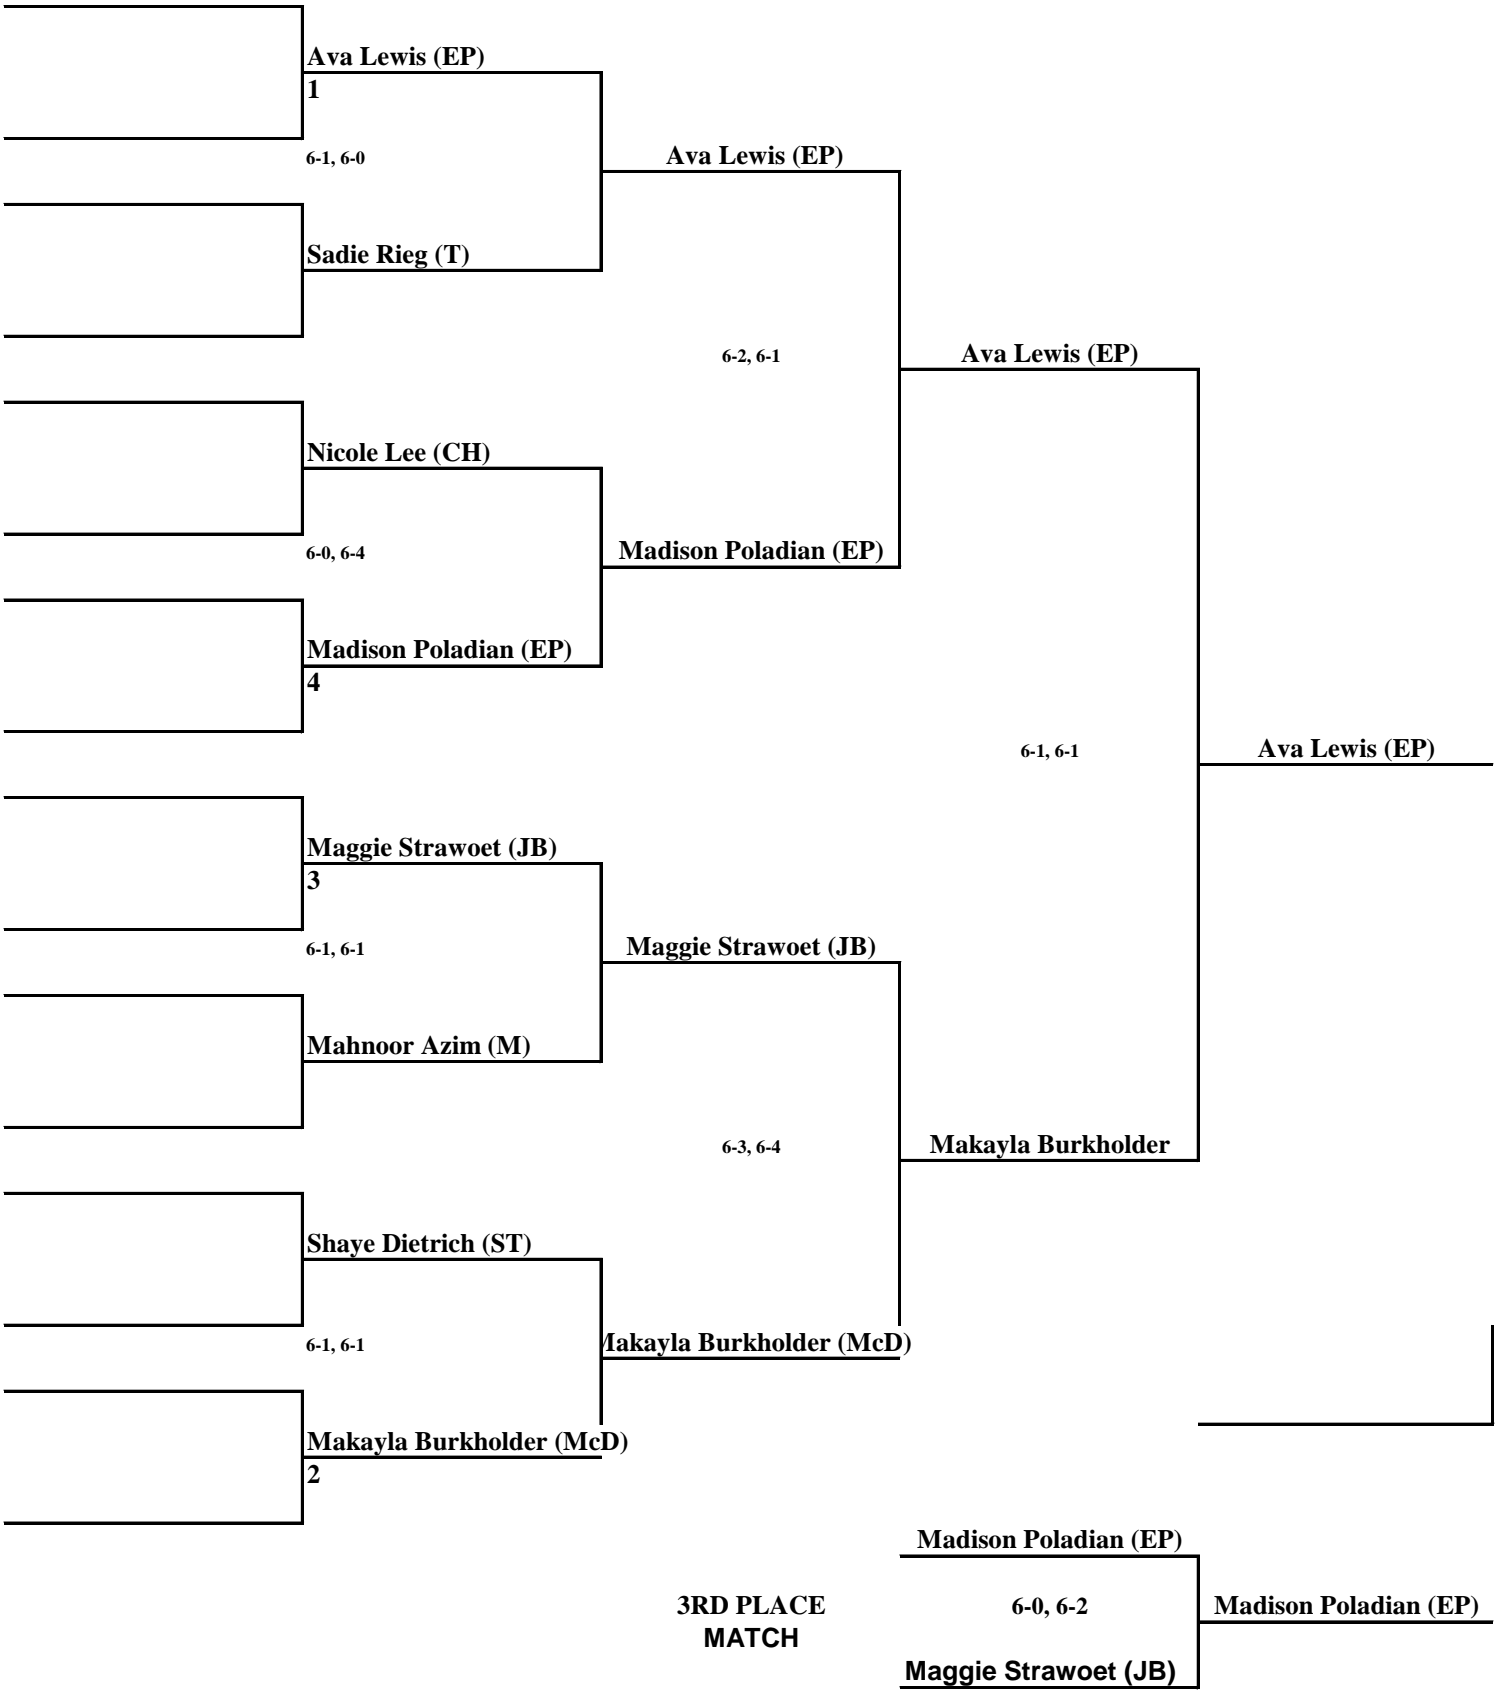 Ava Lewis (EP)
1
6-1, 6-0
Ava Lewis (EP)
Sadie Rieg (T)
6-2, 6-1
Ava Lewis (EP)
Nicole Lee (CH)
6-0, 6-4
Madison Poladian (EP)
Madison Poladian (EP)
4
6-1, 6-1
Ava Lewis (EP)
Maggie Strawoet (JB)
3
6-1, 6-1
Maggie Strawoet (JB)
Mahnoor Azim (M)
6-3, 6-4
Makayla Burkholder
Shaye Dietrich (ST)
6-1, 6-1
Makayla Burkholder (McD)
Makayla Burkholder (McD)
2
Madison Poladian (EP)
3RD PLACE
MATCH
6-0, 6-2
Madison Poladian (EP)
Maggie Strawoet (JB)